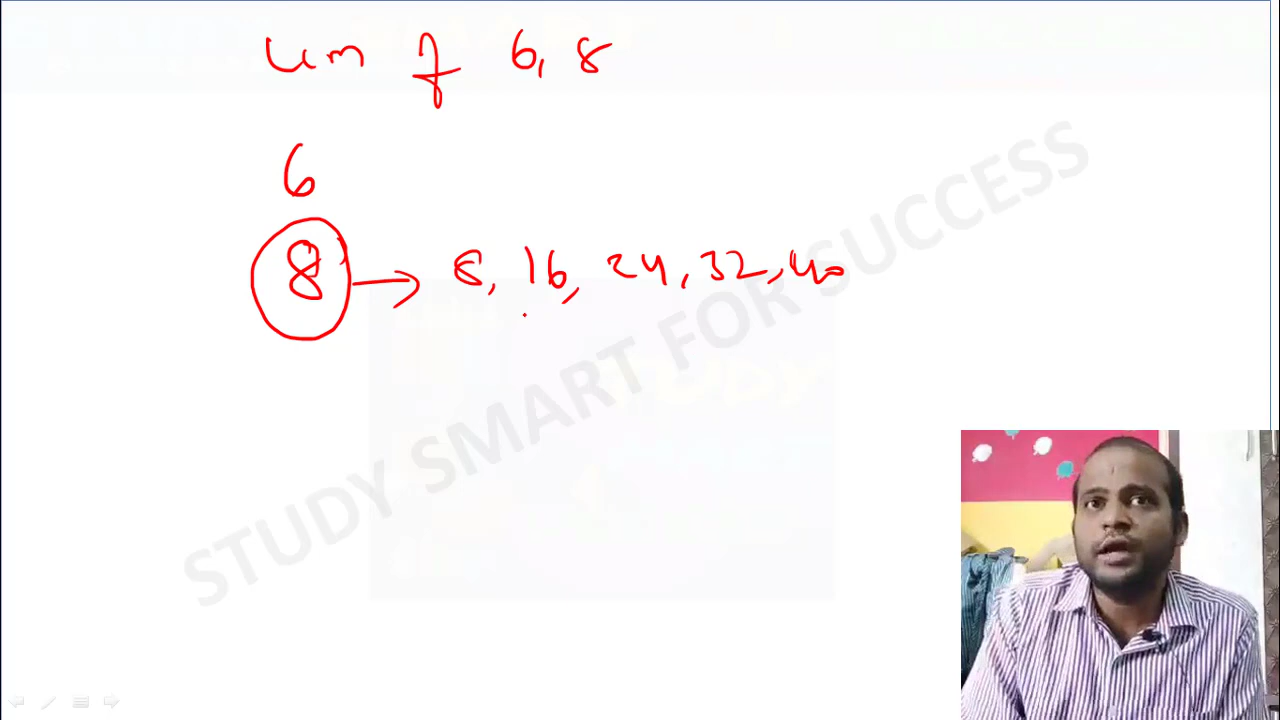 Lcm of 6, 8
6
8 → 8, 16, 24, 32, 40
STUDY SMART FOR SUCCESS